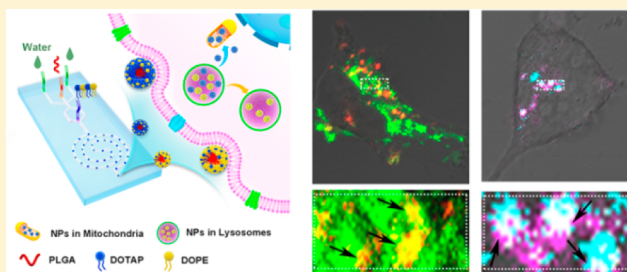 Water
NPs in Mitochondria
NPs in Lysosomes
PLGA
DOTAP
DOPE